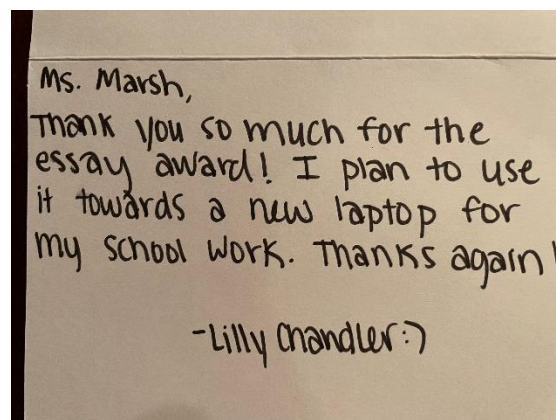 Ms. Marsh,
Thank you so much for the
essay award! I plan to use
it towards a new laptop for
my school work. Thanks again!
-Lilly Chandler:)